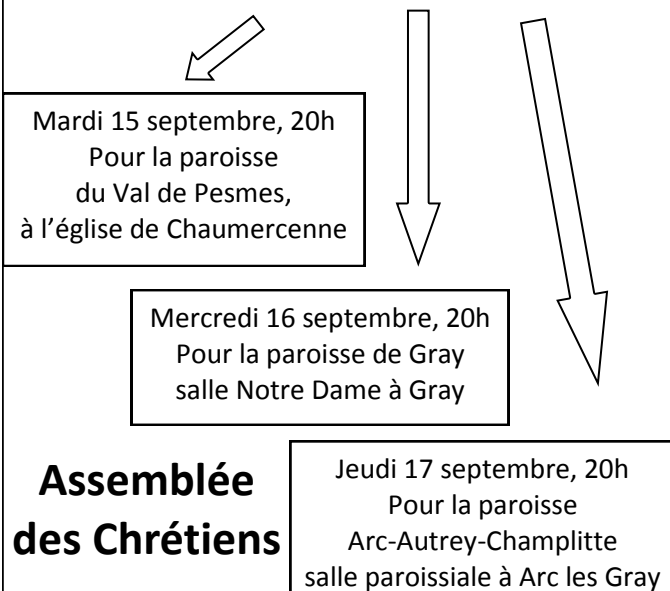 Mardi 15 septembre, 20h
Pour la paroisse
du Val de Pesmes,
à l’église de Chaumercenne
Mercredi 16 septembre, 20h
Pour la paroisse de Gray
salle Notre Dame à Gray
Assemblée
des Chrétiens
Jeudi 17 septembre, 20h
Pour la paroisse
Arc-Autrey-Champlitte
salle paroissiale à Arc les Gray